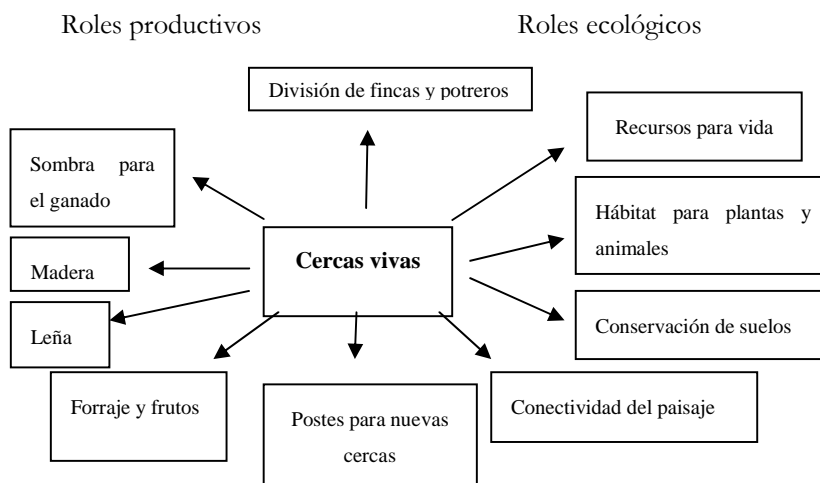 Roles productivos
Roles ecológicos
División de fincas y potreros
Recursos para vida
Sombra para
el ganado
Hábitat para plantas y
animales
Cercas vivas
Madera
Leña
Conservación de suelos
Forraje y frutos
Postes para nuevas
cercas
Conectividad del paisaje